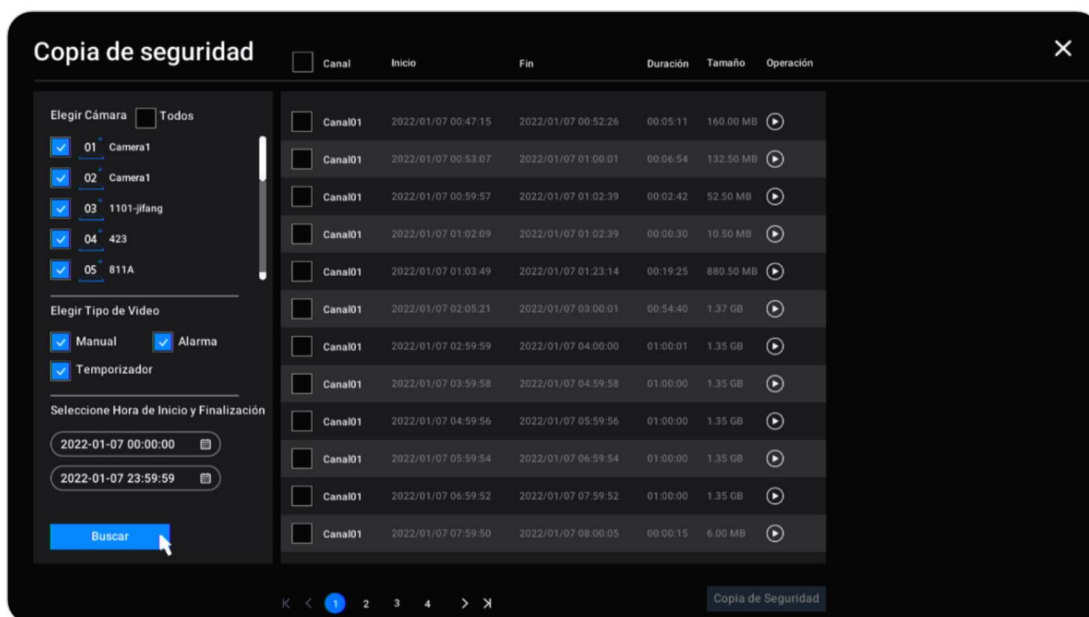 Copia de seguridad
Canal Inicio Fin Duración Tamaño Operación
Elegir Cámara Todos
01 Camera1
02 Camera1
03 1101-jifang
04 423
05 811A
Elegir Tipo de Video
Manual Alarma
Temporizador
Seleccione Hora de Inicio y Finalización
2022-01-07 00:00:00
2022-01-07 23:59:59
Buscar
Canal01 2022/01/07 00:47:15 2022/01/07 00:52:26 00:05:11 160.00 MB
Canal01 2022/01/07 00:53:07 2022/01/07 01:00:01 00:06:54 132.50 MB
Canal01 2022/01/07 00:59:57 2022/01/07 01:02:39 00:02:42 52.50 MB
Canal01 2022/01/07 01:02:09 2022/01/07 01:02:39 00:00:30 10.50 MB
Canal01 2022/01/07 01:03:49 2022/01/07 01:23:14 00:19:25 880.50 MB
Canal01 2022/01/07 02:05:21 2022/01/07 03:00:01 00:54:40 1.37 GB
Canal01 2022/01/07 02:59:59 2022/01/07 04:00:00 01:00:01 1.35 GB
Canal01 2022/01/07 03:59:58 2022/01/07 04:59:58 01:00:00 1.35 GB
Canal01 2022/01/07 04:59:56 2022/01/07 05:59:56 01:00:00 1.35 GB
Canal01 2022/01/07 05:59:54 2022/01/07 06:59:54 01:00:00 1.35 GB
Canal01 2022/01/07 06:59:52 2022/01/07 07:59:52 01:00:00 1.35 GB
Canal01 2022/01/07 07:59:50 2022/01/07 08:00.05 00:00:15 6.00 MB
1 2 3 4
Copia de Seguridad